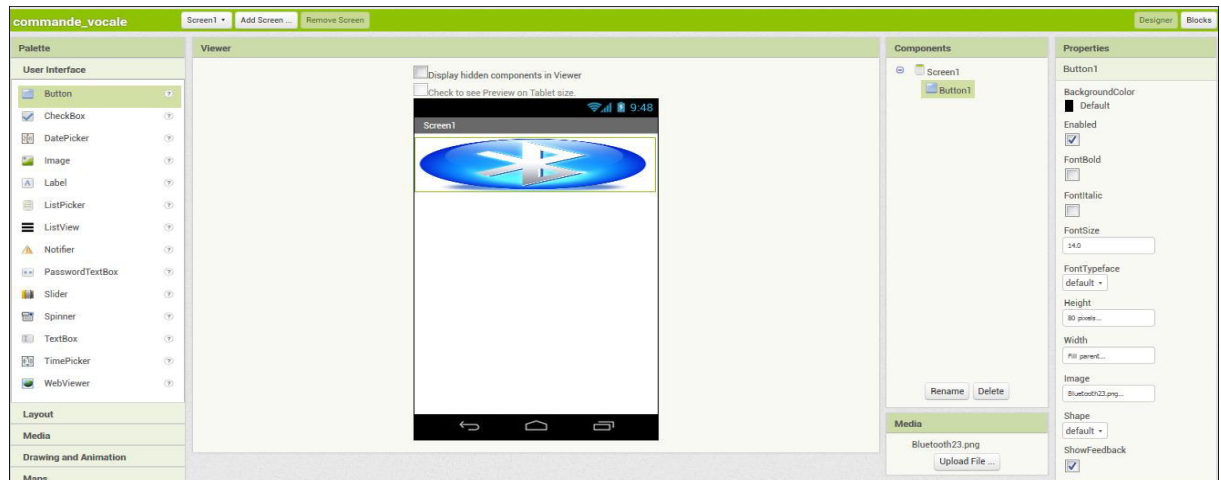 commande_vocale
Screen1
Add Screen ...
Remove Screen
Designer
Blocks
Palette
User Interface
Button
CheckBox
DatePicker
Image
Label
ListPicker
ListView
Notifier
PasswordTextBox
Slider
Spinner
TextBox
TimePicker
WebViewer
Layout
Media
Drawing and Animation
Maps
Viewer
Display hidden components in Viewer
Check to see Preview on Tablet size.
9:48
Screen1
Components
Screen1
Button1
Rename
Delete
Media
Bluetooth23.png
Upload File ...
Properties
Button1
BackgroundColor
Default
Enabled
FontBold
FontItalic
FontSize
14.0
FontTypeface
default
Height
80 pixels...
Width
Fill parent...
Image
Bluetooth23.png...
Shape
default
ShowFeedback